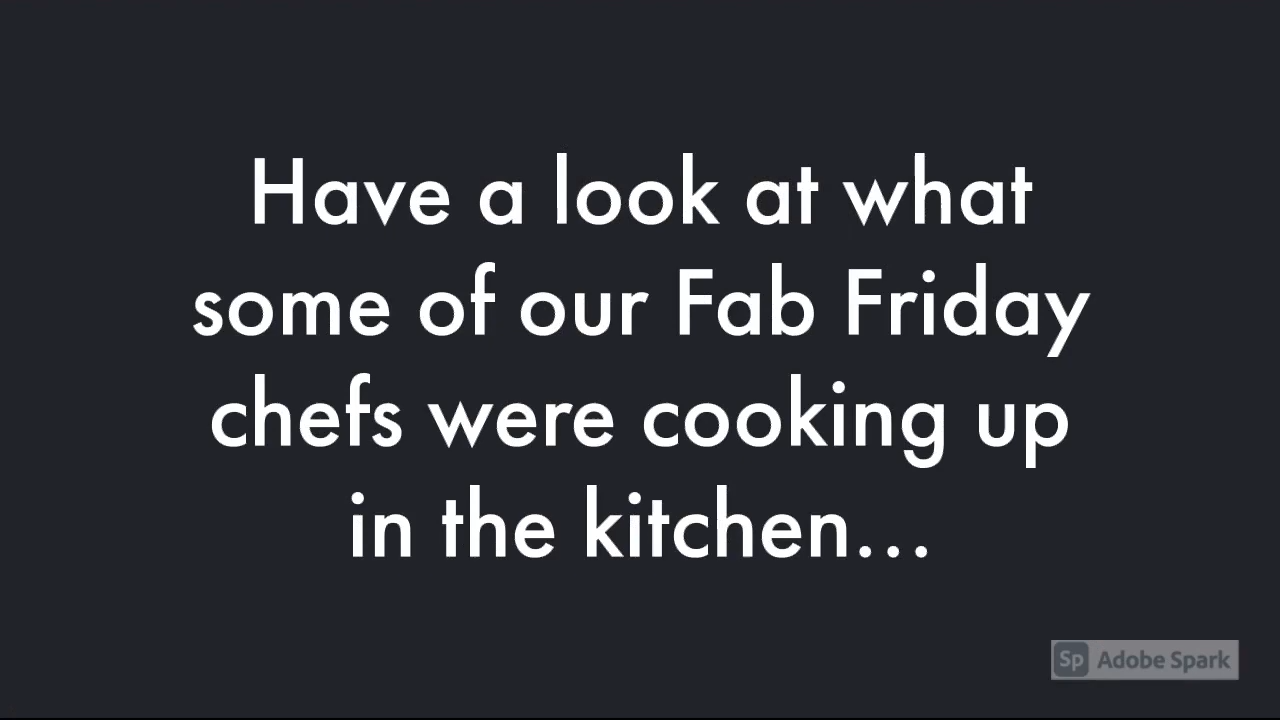 Have a look at what
some of our Fab Friday
chefs were cooking up
in the kitchen...
Sp Adobe Spark